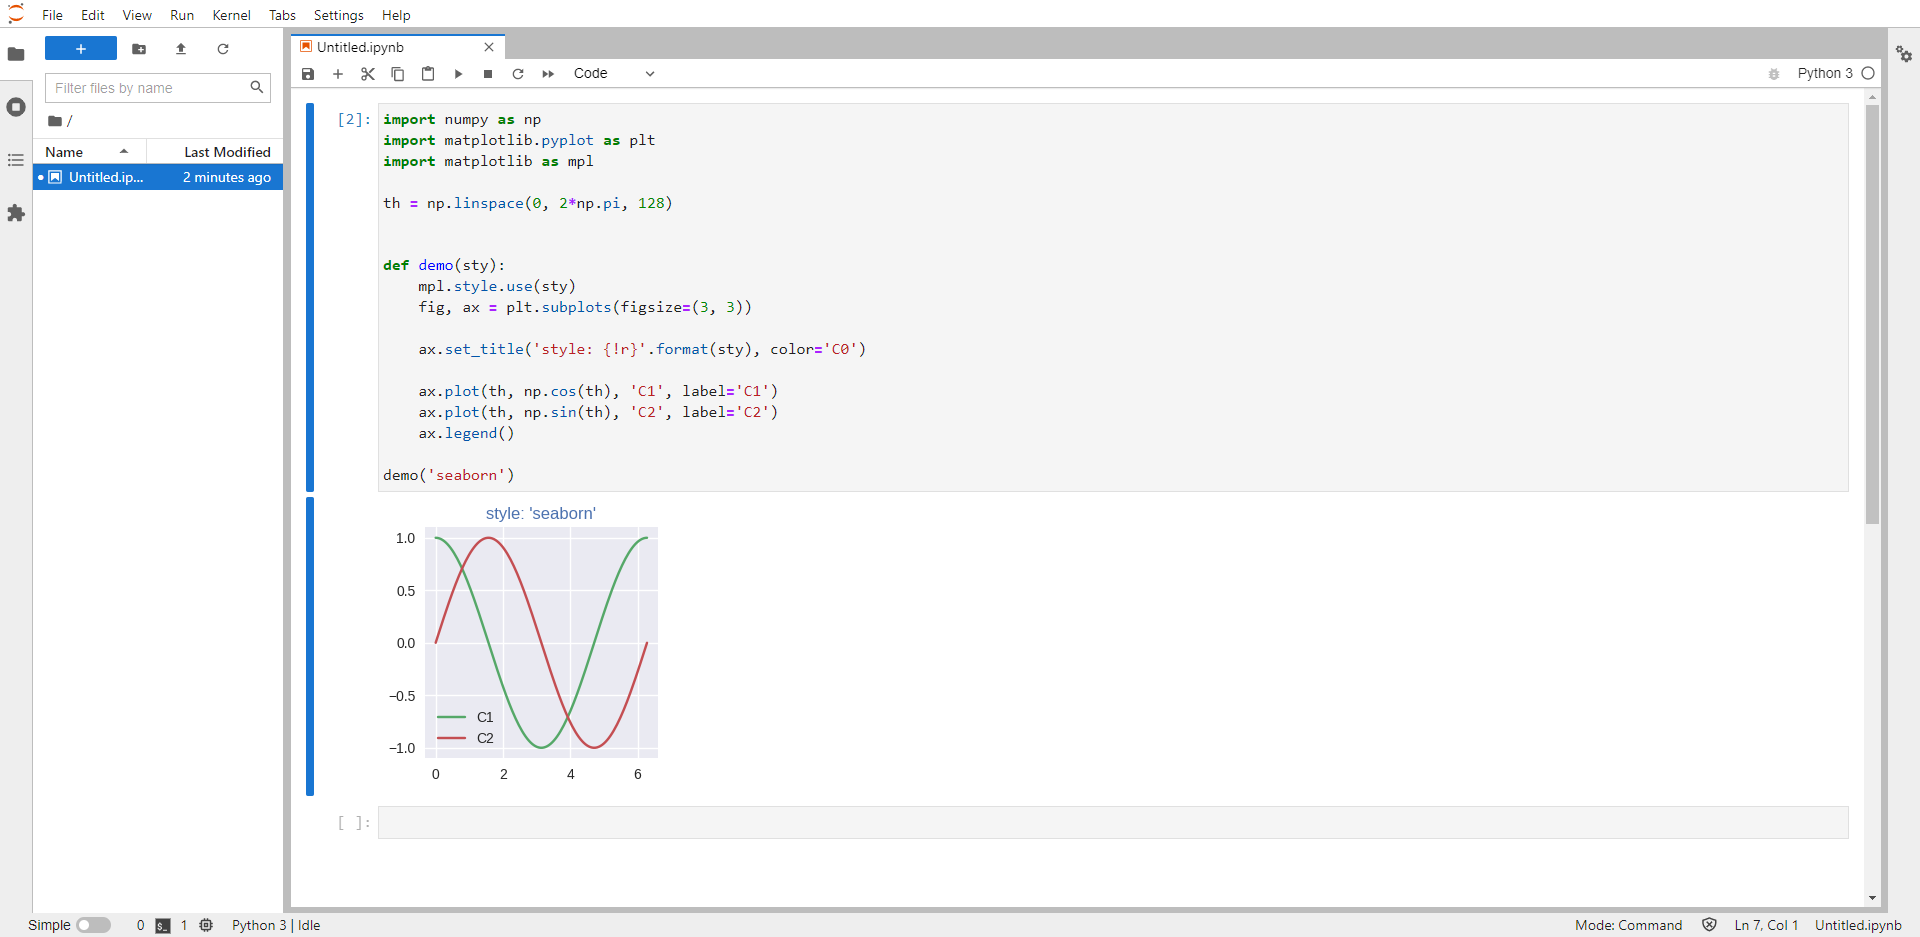 File Edit View Run Kernel Tabs Settings Help
+
Filter files by name
/
Name Last Modified
Untitled.ip... 2 minutes ago
Untitled.ipynb
Code
Python 3
[2]:
import numpy as np
import matplotlib.pyplot as plt
import matplotlib as mpl
th = np.linspace(0, 2*np.pi, 128)
def demo(sty):
    mpl.style.use(sty)
    fig, ax = plt.subplots(figsize=(3, 3))
    ax.set_title('style: {!r}'.format(sty), color='C0')
    ax.plot(th, np.cos(th), 'C1', label='C1')
    ax.plot(th, np.sin(th), 'C2', label='C2')
    ax.legend()
demo('seaborn')
style: 'seaborn'
1.0
0.5
0.0
−0.5
−1.0
C1
C2
0 2 4 6
[ ]:
Simple 0 $_ 1 Python 3 | Idle Mode: Command Ln 7, Col 1 Untitled.ipynb